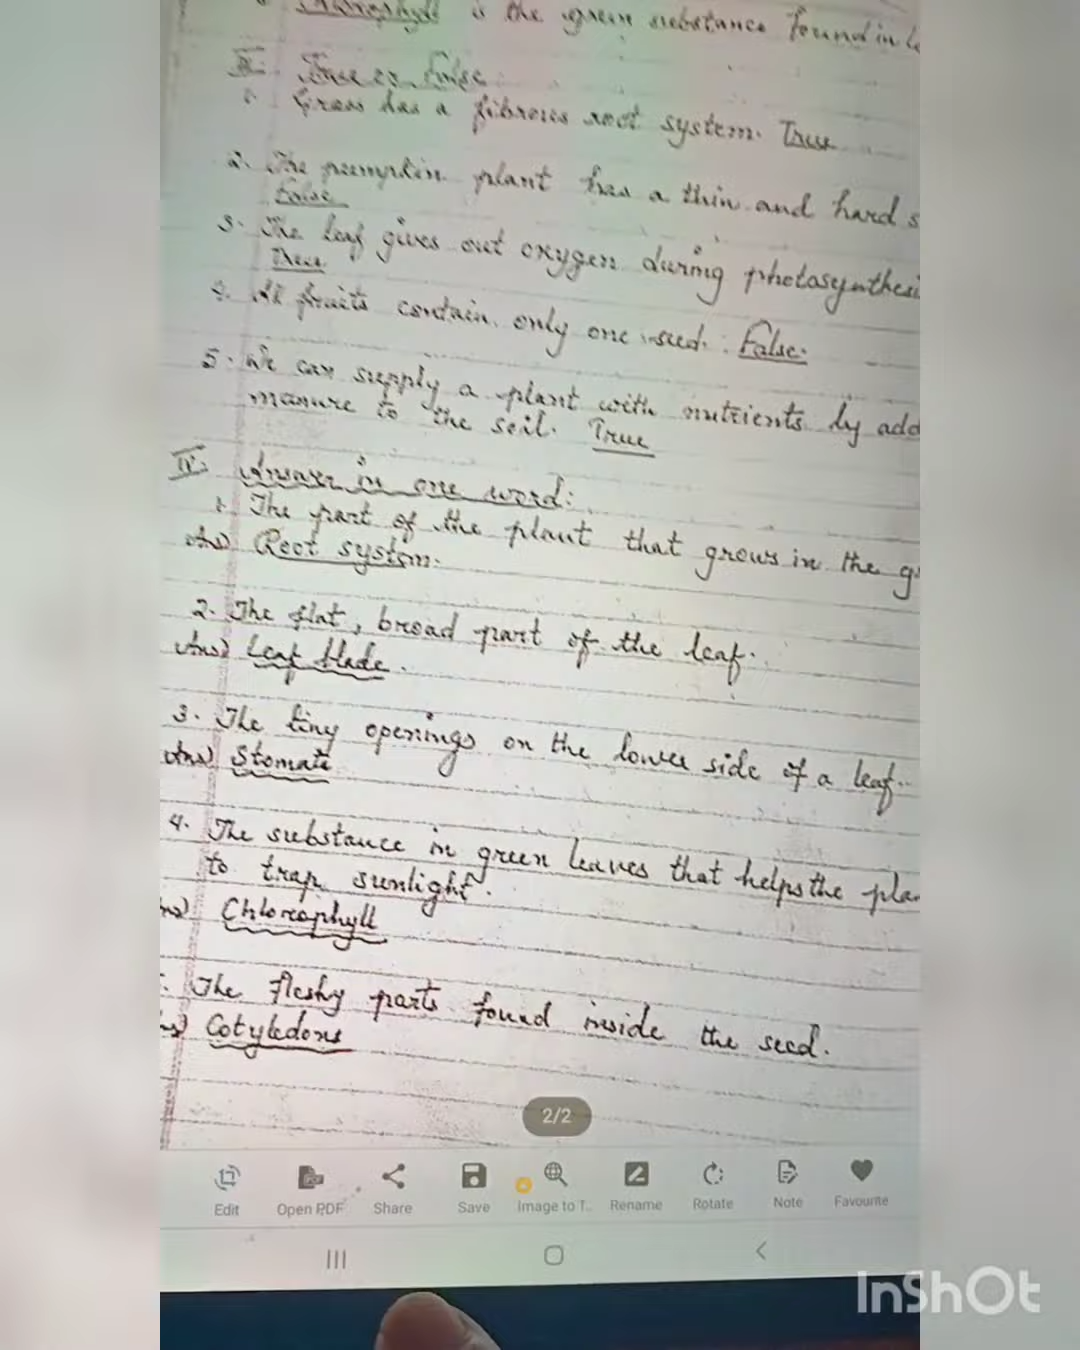 is the green substance found in
III. True or False
1. Grass has a fibrous root system. True
2. The pumpkin plant has a thin and hard s
False
3. The leaf gives out oxygen during photosynthesi
True
4. All fruits contain only one seed. False.
5. We can supply a plant with nutrients by add
manure to the soil. True
IV. Answer in one word:
1. The part of the plant that grows in the g
Ans) Root system.
2. The flat, broad part of the leaf.
Ans) Leaf blade.
3. The tiny openings on the lower side of a leaf.
Ans) Stomata
4. The substance in green leaves that helps the pla
to trap sunlight.
ns) Chlorophyll
. The fleshy parts found inside the seed.
ns) Cotyledons
2/2
Edit Open PDF Share Save Image to T.. Rename Rotate Note Favourite
InShOt